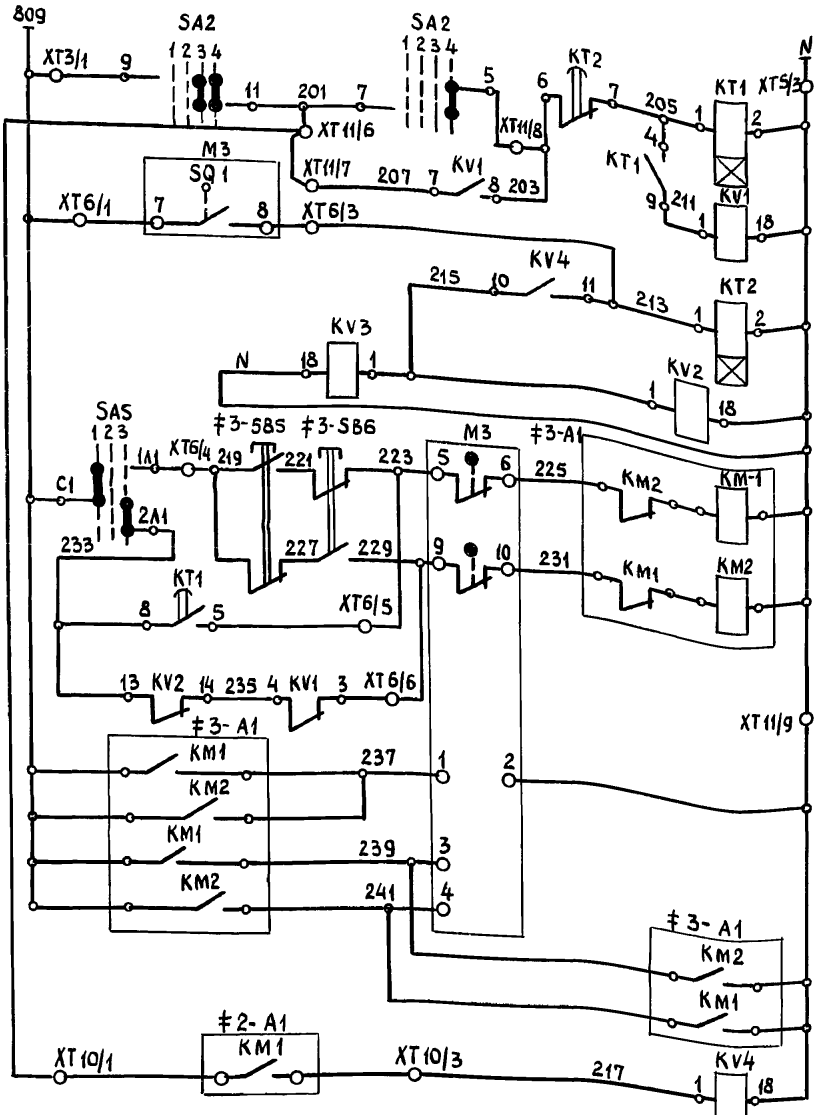 809
SA2
SA2
N
1 2 3 4
1 2 3 4
XT3/1
9
11
201
7
5
6
KT2
7
205
1
KT1
2
XT5/3
XT11/6
XT11/8
4
M3
SQ1
XT11/7
207
7
KV1
8
203
KT1
9
211
1
KV1
18
XT6/1
7
8
XT6/3
215
10
KV4
11
213
1
KT2
2
KV3
N
18
1
1
KV2
18
SA5
1 2 3
1A1
XT6/4
219
‡3-SB5
221
‡3-SB6
223
M3
5
6
225
‡3-A1
KM2
KM-1
C1
2A1
233
227
229
9
10
231
KM1
KM2
KT1
8
5
XT6/5
13
KV2
14
235
4
KV1
3
XT6/6
XT11/9
‡3-A1
KM1
237
1
2
KM2
KM1
239
3
KM2
241
4
‡3-A1
KM2
KM1
‡2-A1
XT10/1
KM1
XT10/3
217
1
KV4
18